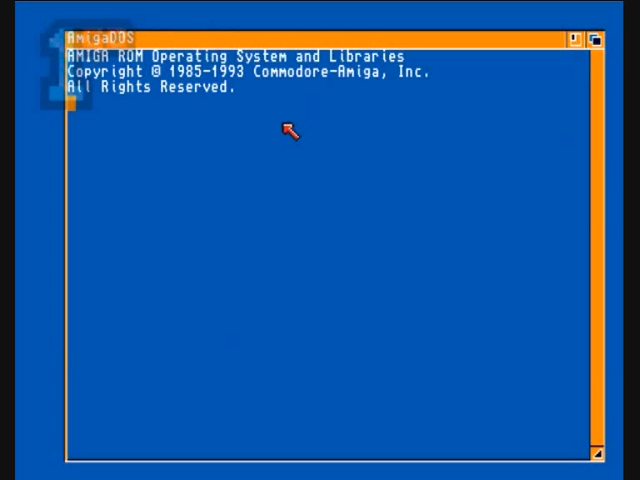 AmigaDOS
AMIGA ROM Operating System and Libraries
Copyright © 1985-1993 Commodore-Amiga, Inc.
All Rights Reserved.